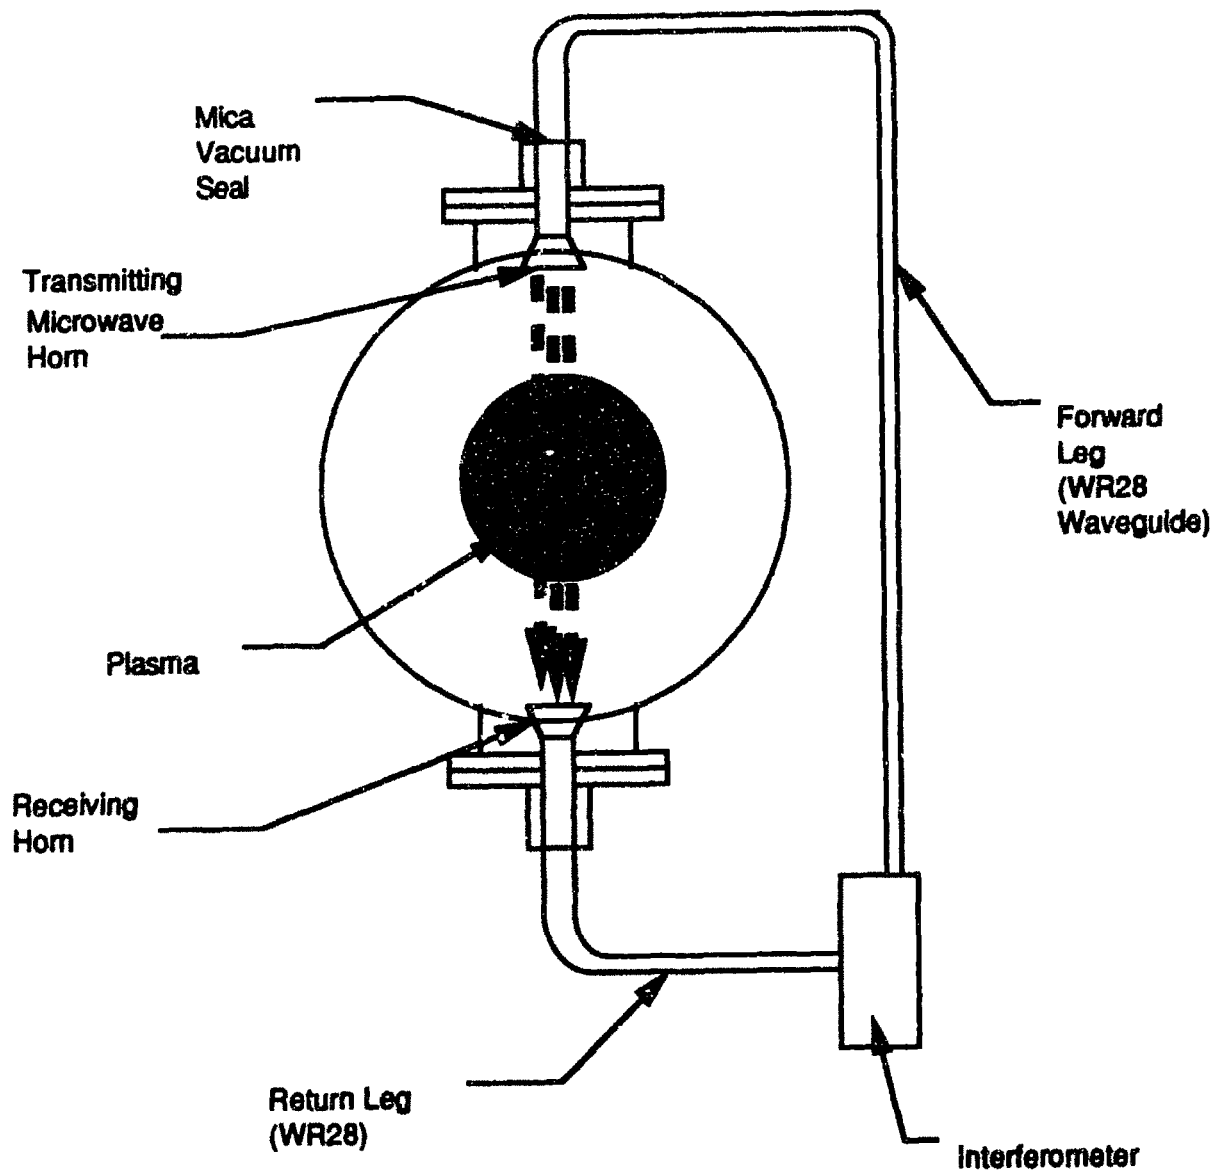 Mica
Vacuum
Seal
Transmitting
Microwave
Horn
Forward
Leg
(WR28
Waveguide)
Plasma
Receiving
Horn
Return Leg
(WR28)
Interferometer